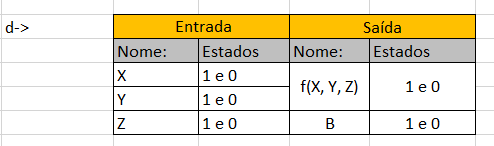 d-> Entrada Saída
Nome: Estados Nome: Estados
X 1 e 0 f(X, Y, Z) 1 e 0
Y 1 e 0
Z 1 e 0 B 1 e 0